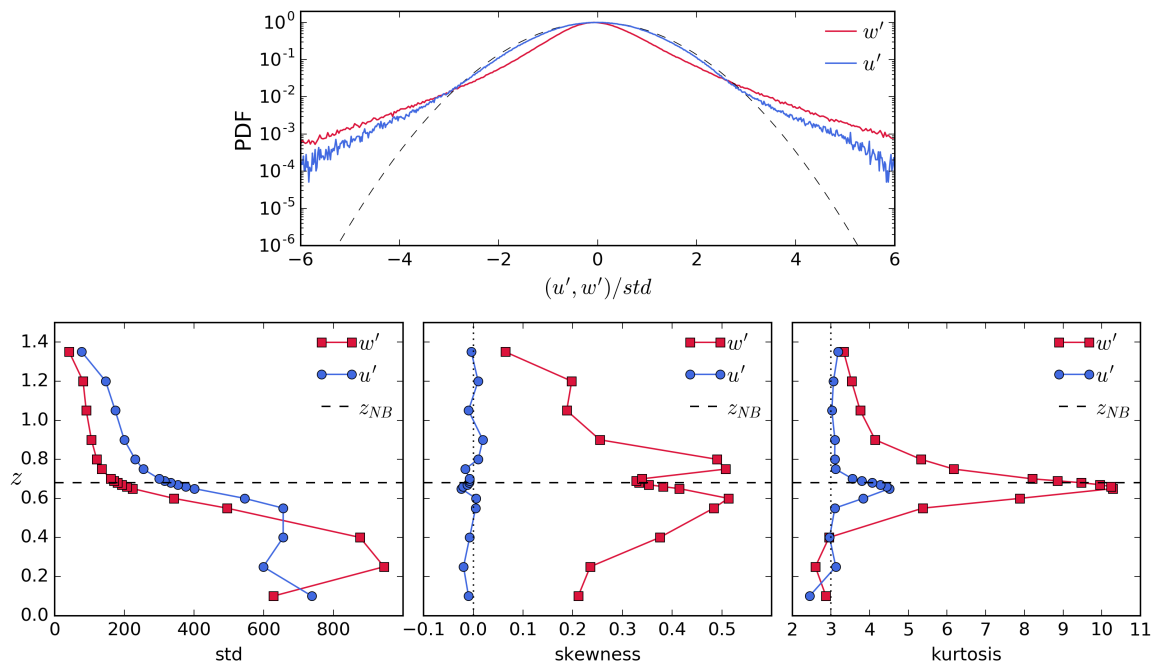 10^0
10^-1
10^-2
10^-3
10^-4
10^-5
10^-6
PDF
w′
u′
−6 −4 −2 0 2 4 6
(u′, w′)/std
1.4
1.2
1.0
0.8
0.6
0.4
0.2
0.0
z
w′
u′
z_NB
0 200 400 600 800
std
w′
u′
z_NB
−0.1 0.0 0.1 0.2 0.3 0.4 0.5
skewness
w′
u′
z_NB
2 3 4 5 6 7 8 9 10 11
kurtosis